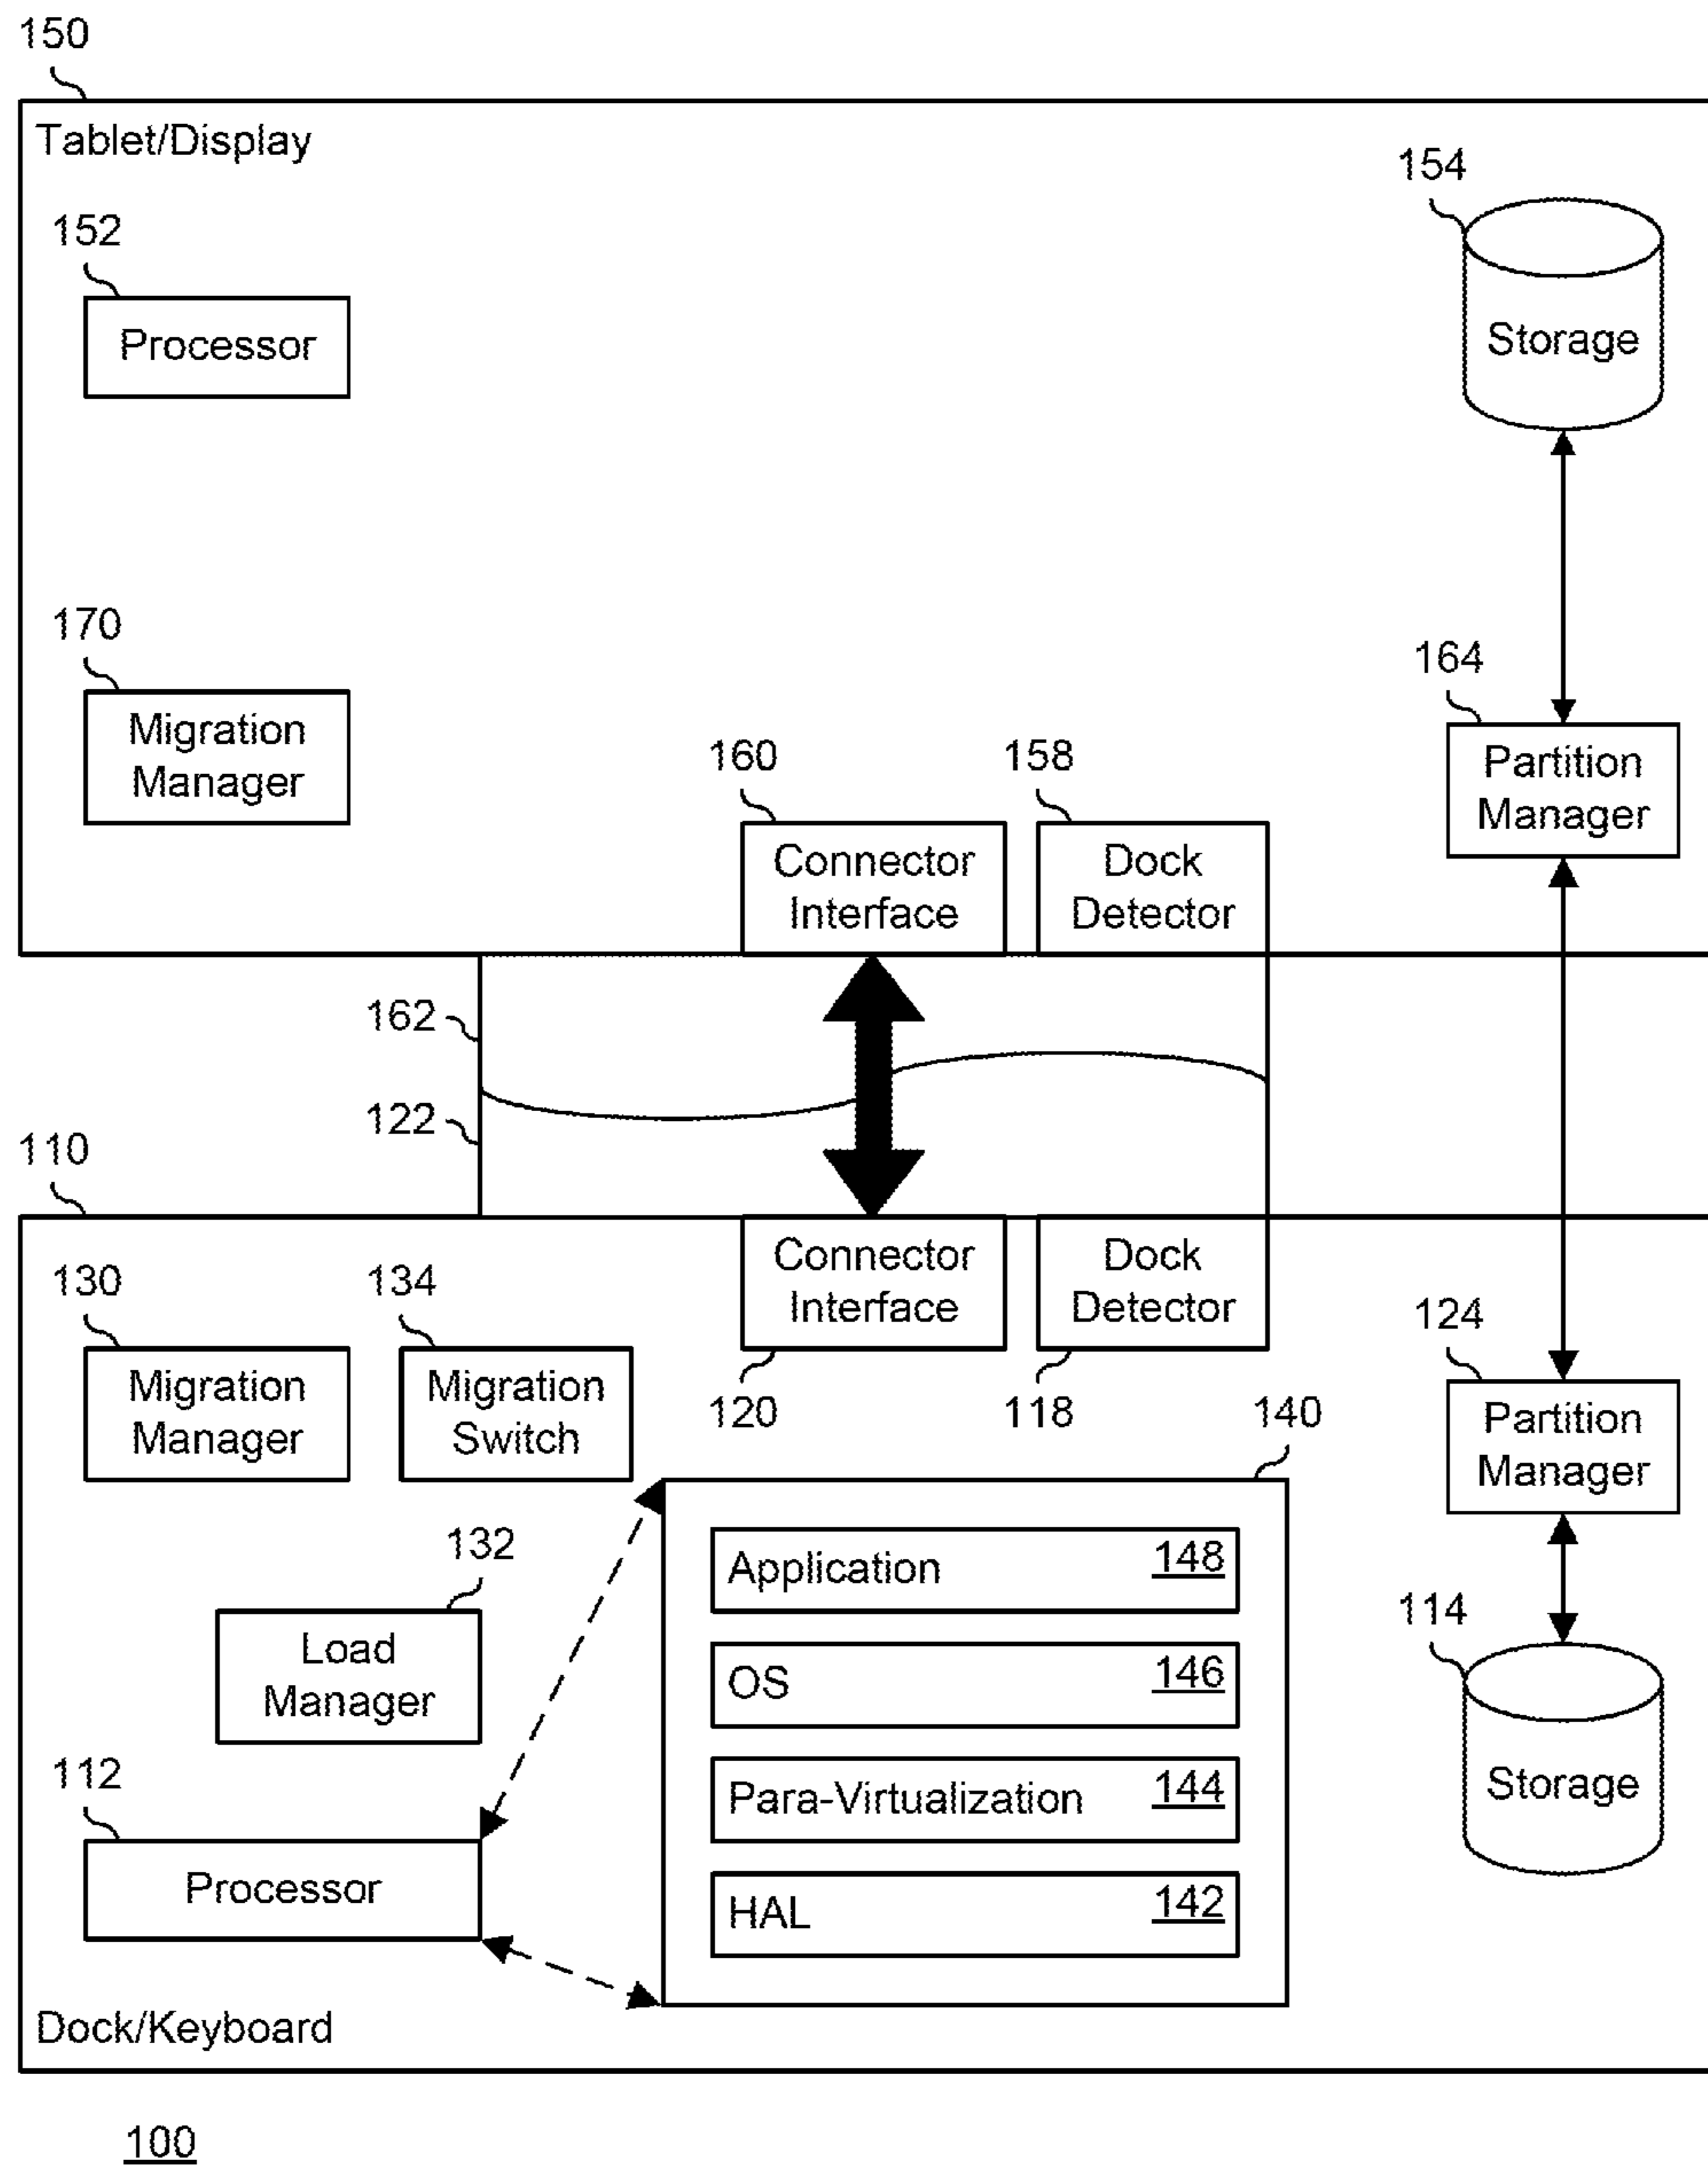 150
Tablet/Display
154
152
Processor
Storage
170
Migration
Manager
164
Partition
Manager
160
158
Connector
Interface
Dock
Detector
162
122
110
Connector
Interface
Dock
Detector
130
134
124
Migration
Manager
Migration
Switch
120
118
140
Partition
Manager
132
Load
Manager
Application 148
OS 146
Para-Virtualization 144
HAL 142
114
Storage
112
Processor
Dock/Keyboard
100